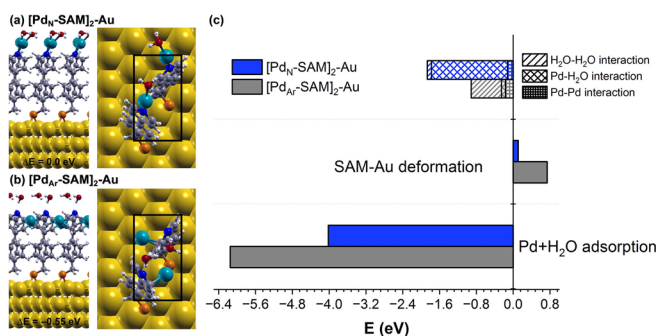 (a) [PdN-SAM]2-Au
ΔE = 0.0 eV
(b) [PdAr-SAM]2-Au
ΔE = −0.55 eV
(c)
[PdN-SAM]2-Au
[PdAr-SAM]2-Au
H2O-H2O interaction
Pd-H2O interaction
Pd-Pd interaction
SAM-Au deformation
Pd+H2O adsorption
−6.4 −5.6 −4.8 −4.0 −3.2 −2.4 −1.6 −0.8 0.0 0.8
E (eV)